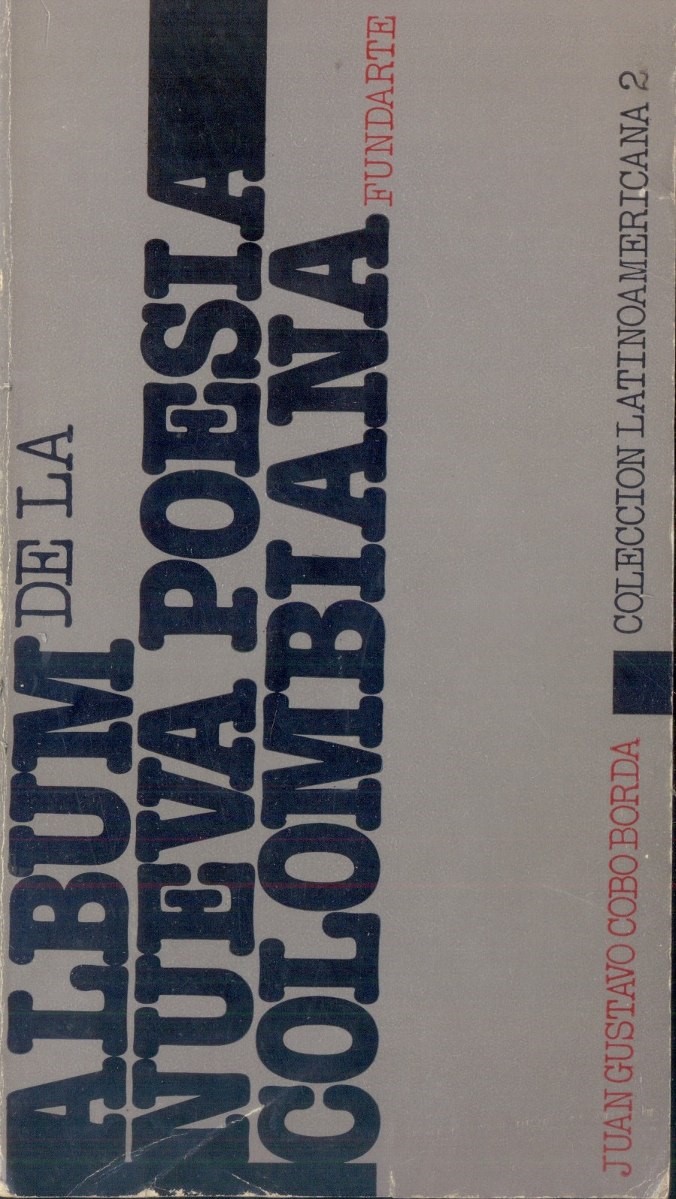 ALBUM DE LA
NUEVA POESIA
COLOMBIANA
FUNDARTE
JUAN GUSTAVO COBO BORDA COLECCION LATINOAMERICANA 2